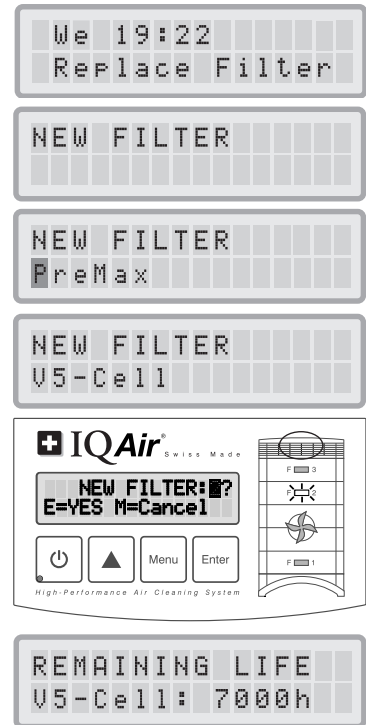 We 19:22
Replace Filter
NEW FILTER
NEW FILTER
PreMax
NEW FILTER
V5-Cell
IQAir® Swiss Made
NEW FILTER: ?
E=YES M=Cancel
F 3
F 2
F 1
Menu Enter
High-Performance Air Cleaning System
REMAINING LIFE
V5-Cell: 7000h